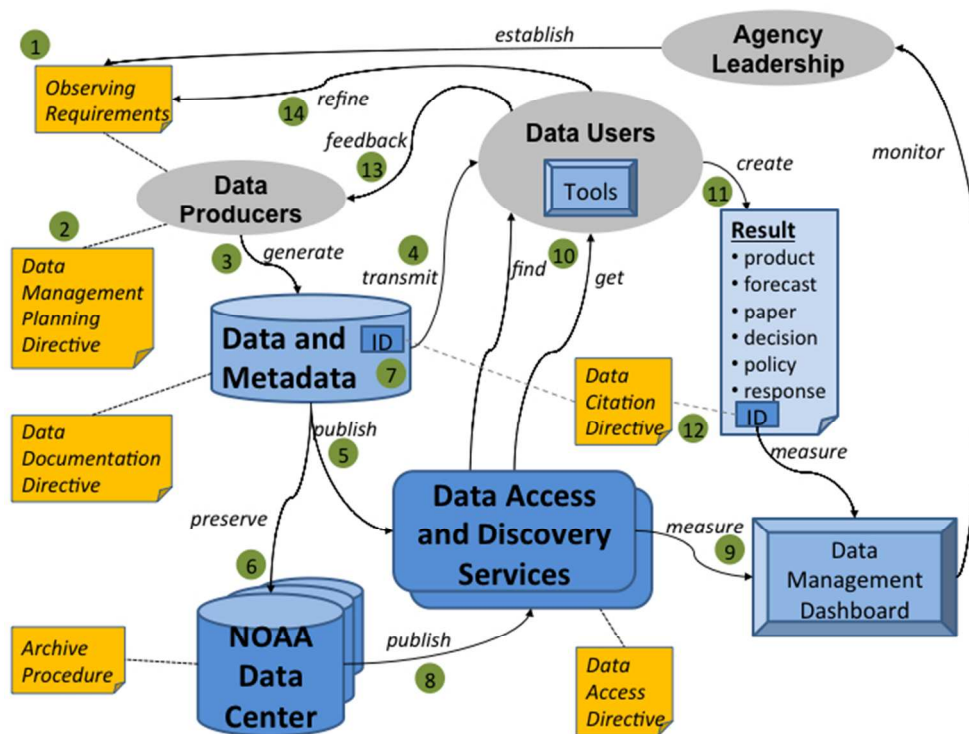 1
establish
Agency
Leadership
Observing
Requirements
14
refine
feedback
13
Data Users
Tools
create
11
monitor
Data
Producers
2
3
generate
4
transmit
find
10
get
Result
• product
• forecast
• paper
• decision
• policy
• response
ID
Data
Management
Planning
Directive
Data and
Metadata
ID
7
Data
Citation
Directive
12
Data
Documentation
Directive
publish
5
measure
preserve
6
Data Access
and Discovery
Services
measure
9
Data
Management
Dashboard
Archive
Procedure
NOAA
Data
Center
publish
8
Data
Access
Directive